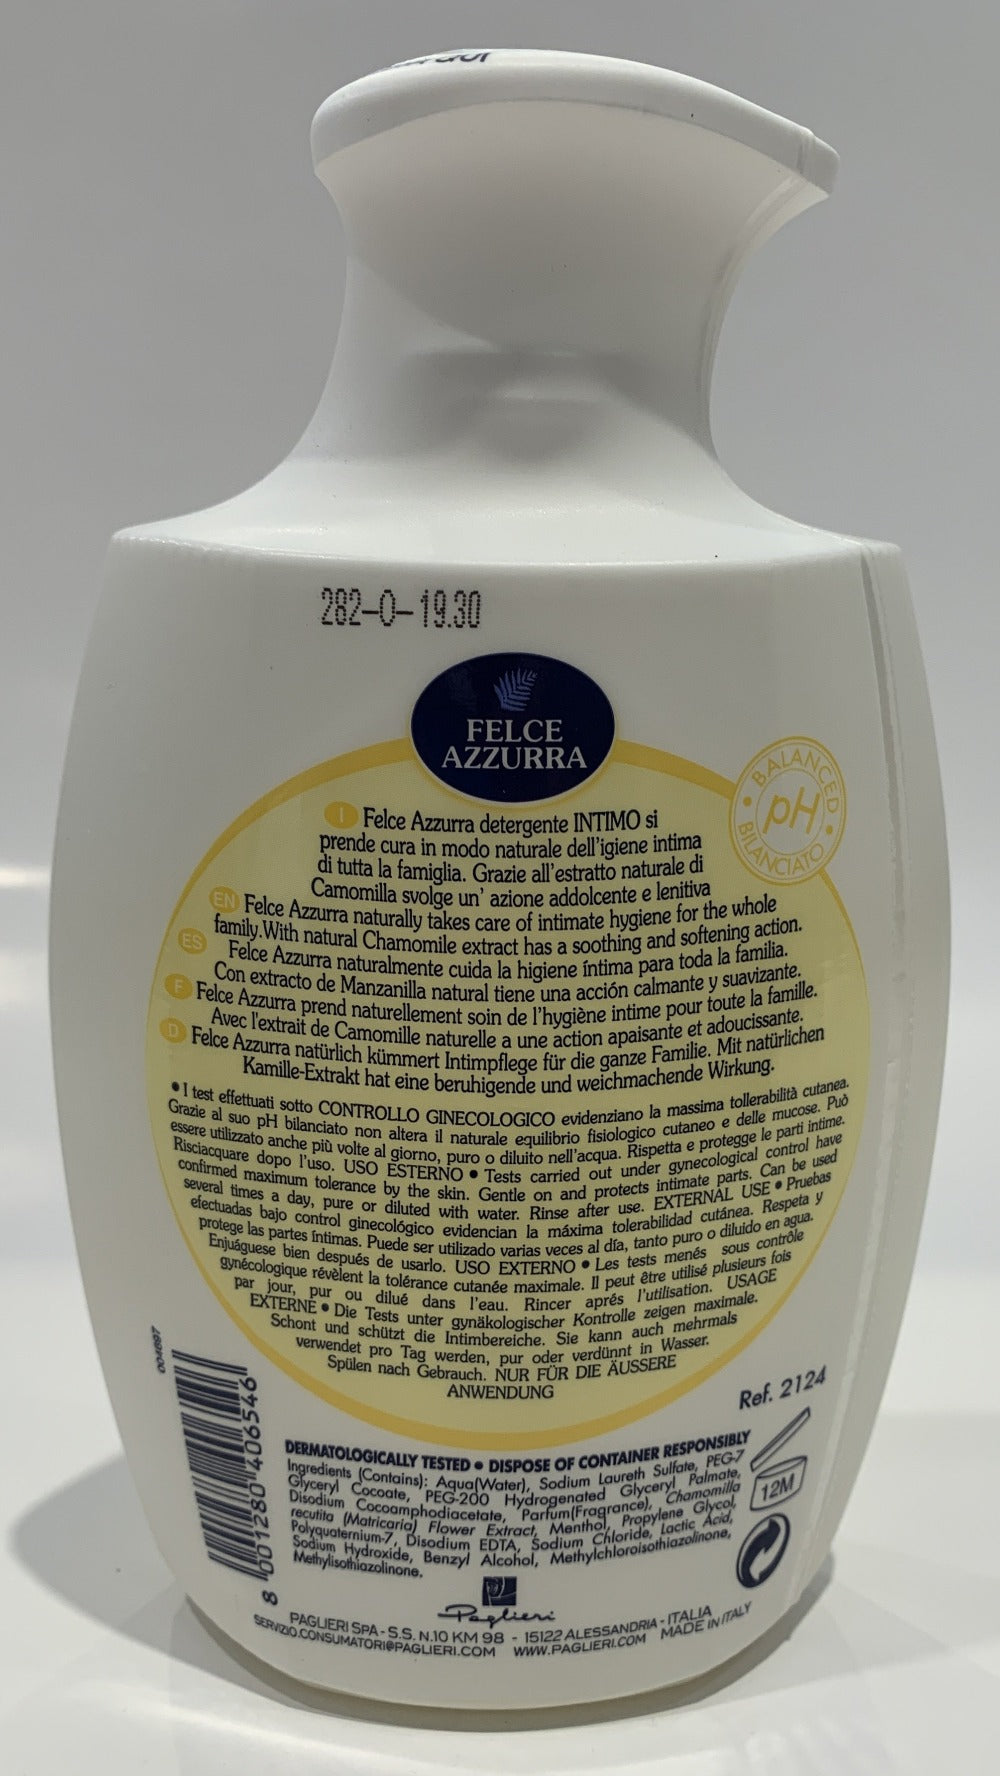 282-0-19.30
FELCE
AZZURRA
BALANCED
pH
BILANCIATO
I Felce Azzurra detergente INTIMO si
prende cura in modo naturale dell'igiene intima
di tutta la famiglia. Grazie all'estratto naturale di
Camomilla svolge un' azione addolcente e lenitiva
EN Felce Azzurra naturally takes care of intimate hygiene for the whole
family.With natural Chamomile extract has a soothing and softening action.
ES Felce Azzurra naturalmente cuida la higiene íntima para toda la familia.
Con extracto de Manzanilla natural tiene una acción calmante y suavizante.
F Felce Azzurra prend naturellement soin de l'hygiène intime pour toute la famille.
Avec l'extrait de Camomille naturelle a une action apaisante et adoucissante.
D Felce Azzurra natürlich kümmert Intimpflege für die ganze Familie. Mit natürlichen
Kamille-Extrakt hat eine beruhigende und weichmachende Wirkung.
• I test effettuati sotto CONTROLLO GINECOLOGICO evidenziano la massima tollerabilità cutanea.
Grazie al suo pH bilanciato non altera il naturale equilibrio fisiologico cutaneo e delle mucose. Può
essere utilizzato anche più volte al giorno, puro o diluito nell'acqua. Rispetta e protegge le parti intime.
Risciacquare dopo l'uso. USO ESTERNO • Tests carried out under gynecological control have
confirmed maximum tolerance by the skin. Gentle on and protects intimate parts. Can be used
several times a day, pure or diluted with water. Rinse after use. EXTERNAL USE • Pruebas
efectuadas bajo control ginecológico evidencian la máxima tolerabilidad cutánea. Respeta y
protege las partes íntimas. Puede ser utilizado varias veces al día, tanto puro o diluido en agua.
Enjuáguese bien después de usarlo. USO EXTERNO • Les tests menés sous contrôle
gynécologique révèlent la tolérance cutanée maximale. Il peut être utilisé plusieurs fois
par jour, pur ou dilué dans l'eau. Rincer aprés l'utilisation. USAGE
EXTERNE • Die Tests unter gynäkologischer Kontrolle zeigen maximale.
Schont und schützt die Intimbereiche. Sie kann auch mehrmals
verwendet pro Tag werden, pur oder verdünnt in Wasser.
Spülen nach Gebrauch. NUR FÜR DIE ÄUSSERE
ANWENDUNG
004697
8 001280 406546
Ref. 2124
12M
DERMATOLOGICALLY TESTED • DISPOSE OF CONTAINER RESPONSIBLY
Ingredients (Contains): Aqua(Water), Sodium Laureth Sulfate, PEG-7
Glyceryl Cocoate, PEG-200 Hydrogenated Glyceryl Palmate,
Disodium Cocoamphodiacetate, Parfum(Fragrance), Chamomilla
recutita (Matricaria) Flower Extract, Menthol, Propylene Glycol,
Polyquaternium-7, Disodium EDTA, Sodium Chloride, Lactic Acid,
Sodium Hydroxide, Benzyl Alcohol, Methylchloroisothiazolinone,
Methylisothiazolinone.
Paglieri
PAGLIERI SPA - S.S. N.10 KM 98 - 15122 ALESSANDRIA - ITALIA
SERVIZIO.CONSUMATORI@PAGLIERI.COM WWW.PAGLIERI.COM MADE IN ITALY